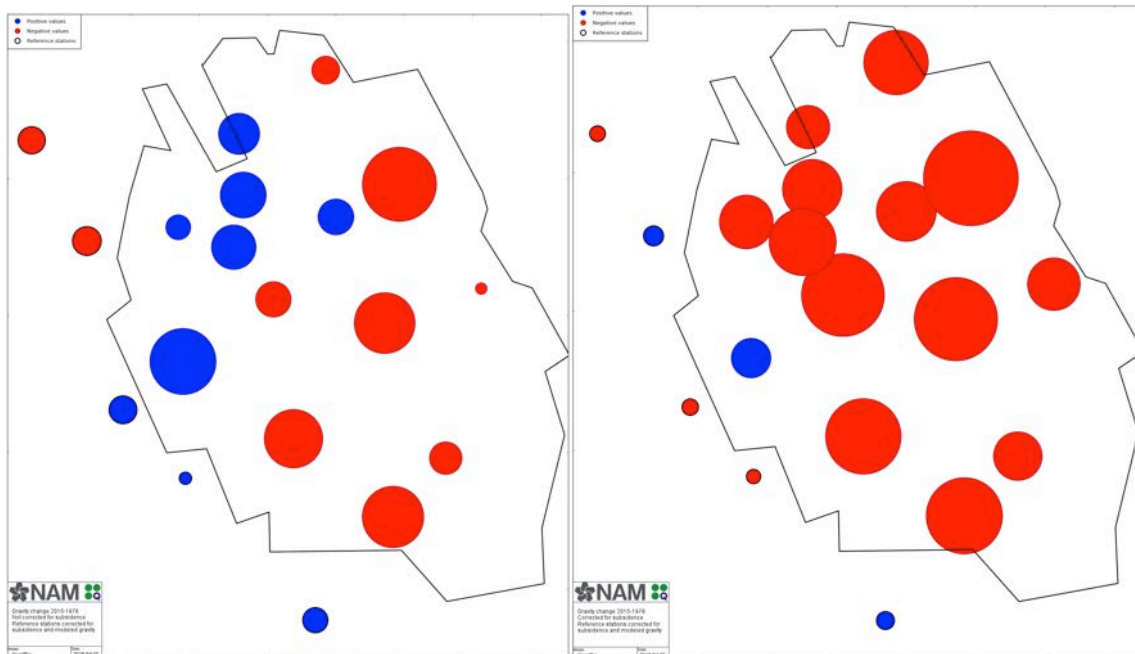 Positive values
Negative values
Reference stations
NAM
Gravity change 2015-1978
Not corrected for subsidence
Reference stations corrected for
subsidence and modeled gravity
Positive values
Negative values
Reference stations
NAM
Gravity change 2015-1978
Corrected for subsidence
Reference stations corrected for
subsidence and modeled gravity